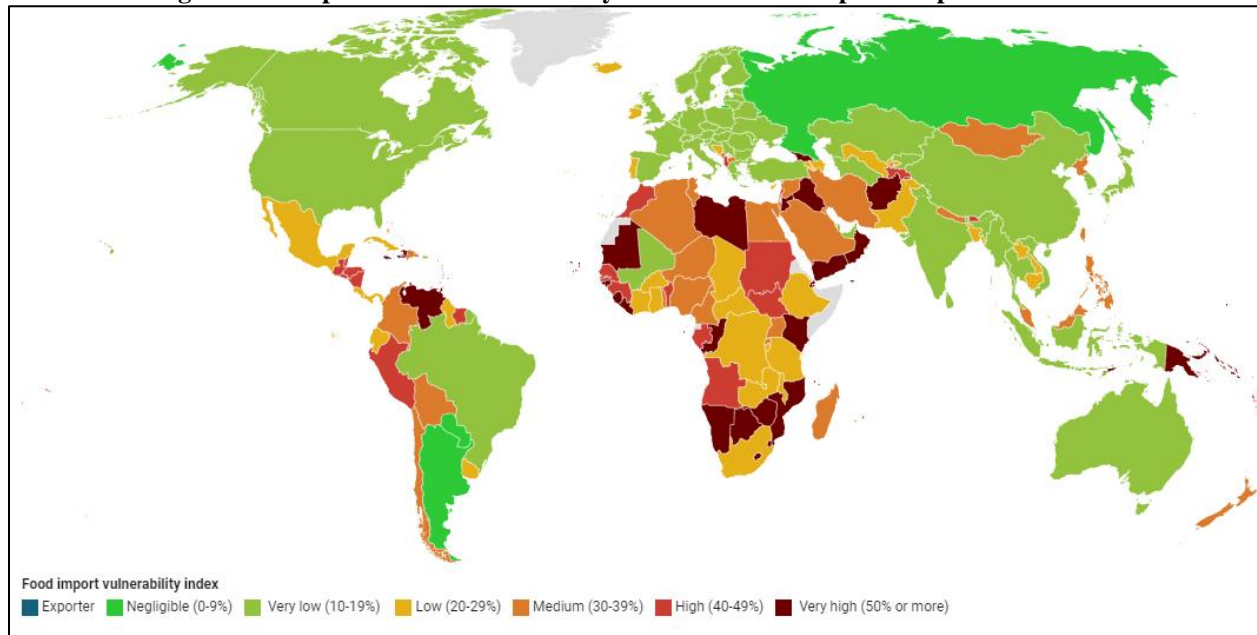 Food import vulnerability index
Exporter Negligible (0-9%) Very low (10-19%) Low (20-29%) Medium (30-39%) High (40-49%) Very high (50% or more)